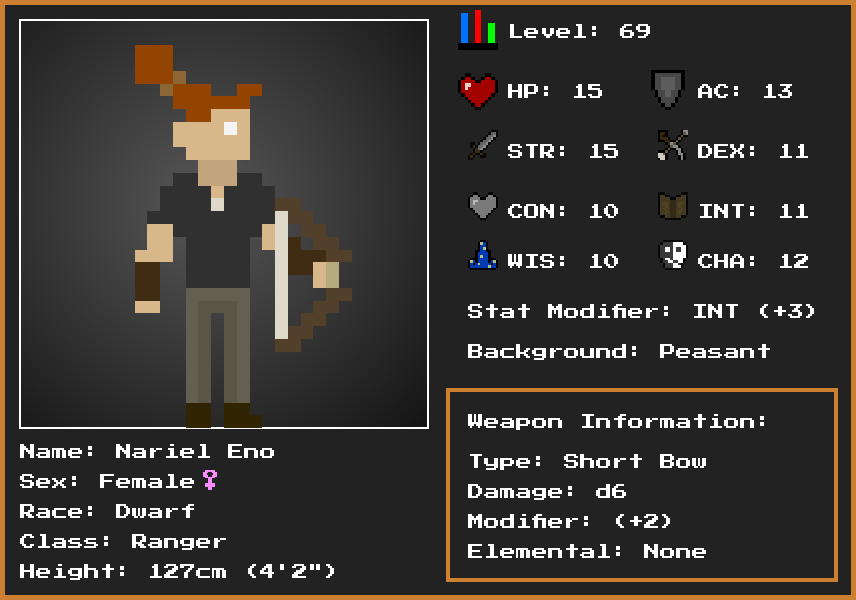 Level: 69
HP: 15 AC: 13
STR: 15 DEX: 11
CON: 10 INT: 11
WIS: 10 CHA: 12
Stat Modifier: INT (+3)
Background: Peasant
Weapon Information:
Type: Short Bow
Damage: d6
Modifier: (+2)
Elemental: None
Name: Nariel Eno
Sex: Female♀
Race: Dwarf
Class: Ranger
Height: 127cm (4'2")